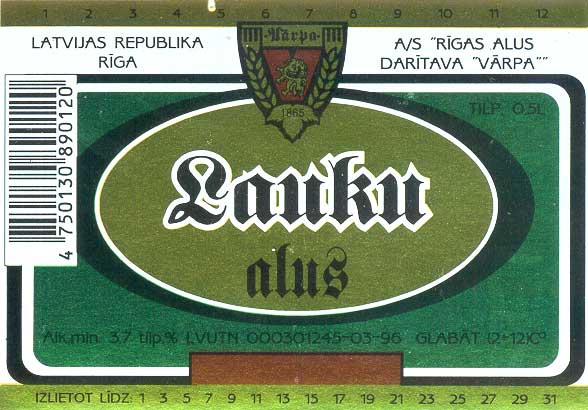 1 2 3 4 5 6 7 8 9 10 11 12
LATVIJAS REPUBLIKA
RĪGA
Vārpa
1865
A/S "RĪGAS ALUS
DARĪTAVA "VĀRPA""
TILP. 0,5L
4 750130 890120
Lauku
alus
Alk.min. 3.7 tilp.% LVUTN 000301245-03-96 GLABĀT (2÷12)C°
IZLIETOT LĪDZ: 1 3 5 7 9 11 13 15 17 19 21 23 25 27 29 31